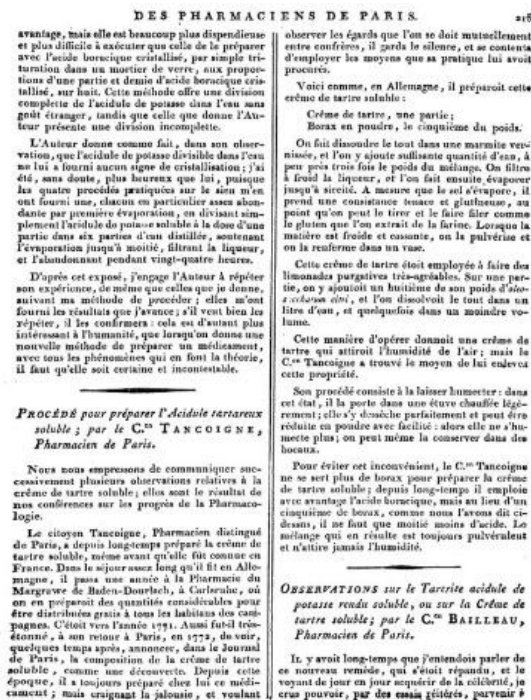 DES PHARMACIENS DE PARIS.
avantage, mais elle est beaucoup plus dispendieuse
et plus difficile à exécuter que celle de le préparer
avec l'acide boracique cristallisé, par simple tri-
turation dans un mortier de verre, aux propor-
tions d'une partie et demie d'acide boracique cris-
tallisé, sur huit. Cette méthode offre une division
complette de l'acidule de potasse dans l'eau sans
goût étranger, tandis que celle que donne l'Au-
teur présente une division incomplette.
L'Auteur donne comme fait, dans son obser-
vation, que l'acidule de potasse divisible dans l'eau
ne lui a fourni aucun signe de cristallisation; j'ai
été, sans doute, plus heureux que lui, puisque
les quatre procédés pratiqués sur le sien m'en
ont fourni une, chacun en particulier assez abon-
dante par première évaporation, en divisant sim-
plement l'acidule de potasse soluble à la dose d'une
partie dans six parties d'eau distillée, soutenant
l'évaporation jusqu'à moitié, filtrant la liqueur,
et l'abandonnant pendant vingt-quatre heures.
D'après cet exposé, j'engage l'Auteur à répéter
son expérience, de même que celles que je donne,
suivant ma méthode de procéder; elles m'ont
fourni les résultats que j'avance; s'il veut bien les
répéter, il les confirmera: cela est d'autant plus
intéressant à l'humanité, que lorsqu'on donne une
nouvelle méthode de préparer un médicament,
avec tous les phénomènes qui en font la théorie,
il faut qu'elle soit certaine et incontestable.
PROCÉDÉ pour préparer l'Acidule tartareux
soluble; par le C.en TANCOIGNE,
Pharmacien de Paris.
Nous nous empressons de communiquer suc-
cessivement plusieurs observations relatives à la
crême de tartre soluble; elles sont le résultat de
nos conférences sur les progrès de la Pharmaco-
logie.
Le citoyen Tancoigne, Pharmacien distingué
de Paris, a depuis long-temps préparé la crême de
tartre soluble, même avant qu'elle fût connue en
France. Dans le séjour assez long qu'il fit en Alle-
magne, il passa une année à la Pharmacie du
Margrawe de Baden-Dourlach, à Carlsruhe, où
on en préparoit des quantités considérables pour
être distribuées gratis à tous les habitans des cam-
pagnes. C'étoit vers l'année 1771. Aussi fut-il très-
étonné, à son retour à Paris, en 1772, de voir,
quelques temps après, annoncer, dans le Journal
de Paris, la composition de la crême de tartre
soluble, comme une découverte. Depuis cette
époque, il a toujours préparé chez lui ce médi-
cament; mais craignant la jalousie, et voulant
observer les égards que l'on se doit mutuellement
entre confrères, il garda le silence, et se contenta
d'employer les moyens que sa pratique lui avoit
procurés.
Voici comme, en Allemagne, il préparoit cette
crême de tartre soluble:
Crême de tartre, une partie;
Borax en poudre, le cinquième du poids.
On fait dissoudre le tout dans une marmite ver-
nissée, et l'on y ajoute suffisante quantité d'eau, à
peu près trois fois le poids du mélange. On filtre
à froid la liqueur, et l'on fait ensuite évaporer
jusqu'à siccité. A mesure que le sel s'évapore, il
prend une consistance tenace et glutineuse, au
point qu'on peut le tirer et le faire filer comme
le gluten que l'on extrait de la farine. Lorsque la
matière est froide et cassante, on la pulvérise et
on la renferme dans un vase.
Cette crême de tartre étoit employée à faire des
limonades purgatives très-agréables. Sur une par-
tie, on y ajoutoit un huitième de son poids d'oleo-
saccharum citri, et l'on dissolvoit le tout dans un
litre d'eau, et quelquefois dans un moindre vo-
lume.
Cette manière d'opérer donnoit une crême de
tartre qui attiroit l'humidité de l'air; mais le
C.en Tancoigne a trouvé le moyen de lui enlever
cette propriété.
Son procédé consiste à la laisser humecter: dans
cet état, il la porte dans une étuve chauffée légè-
rement; elle s'y dessèche parfaitement et peut être
réduite en poudre avec facilité: alors elle ne s'hu-
mecte plus; on peut même la conserver dans des
bocaux.
Pour éviter cet inconvénient, le C.en Tancoigne
ne se sert plus de borax pour préparer la crême
de tartre soluble; depuis long-temps il emploie
avec avantage l'acide boracique, mais au lieu d'un
cinquième de borax, comme nous l'avons dit ci-
dessus, il ne faut que moitié moins d'acide. Le
mélange qui en résulte est toujours pulvérulent
et n'attire jamais l'humidité.
OBSERVATIONS sur le Tartrite acidule de
potasse rendu soluble, ou sur la Crême de
tartre soluble; par le C.en BAILLEAU,
Pharmacien de Paris.
Il y avoit long-temps que j'entendois parler de
ce nouveau remède, qui s'étoit répandu, et le
voyant de jour en jour acquérir de la célébrité, je
crus pouvoir, par des essais réitérés, parvenir